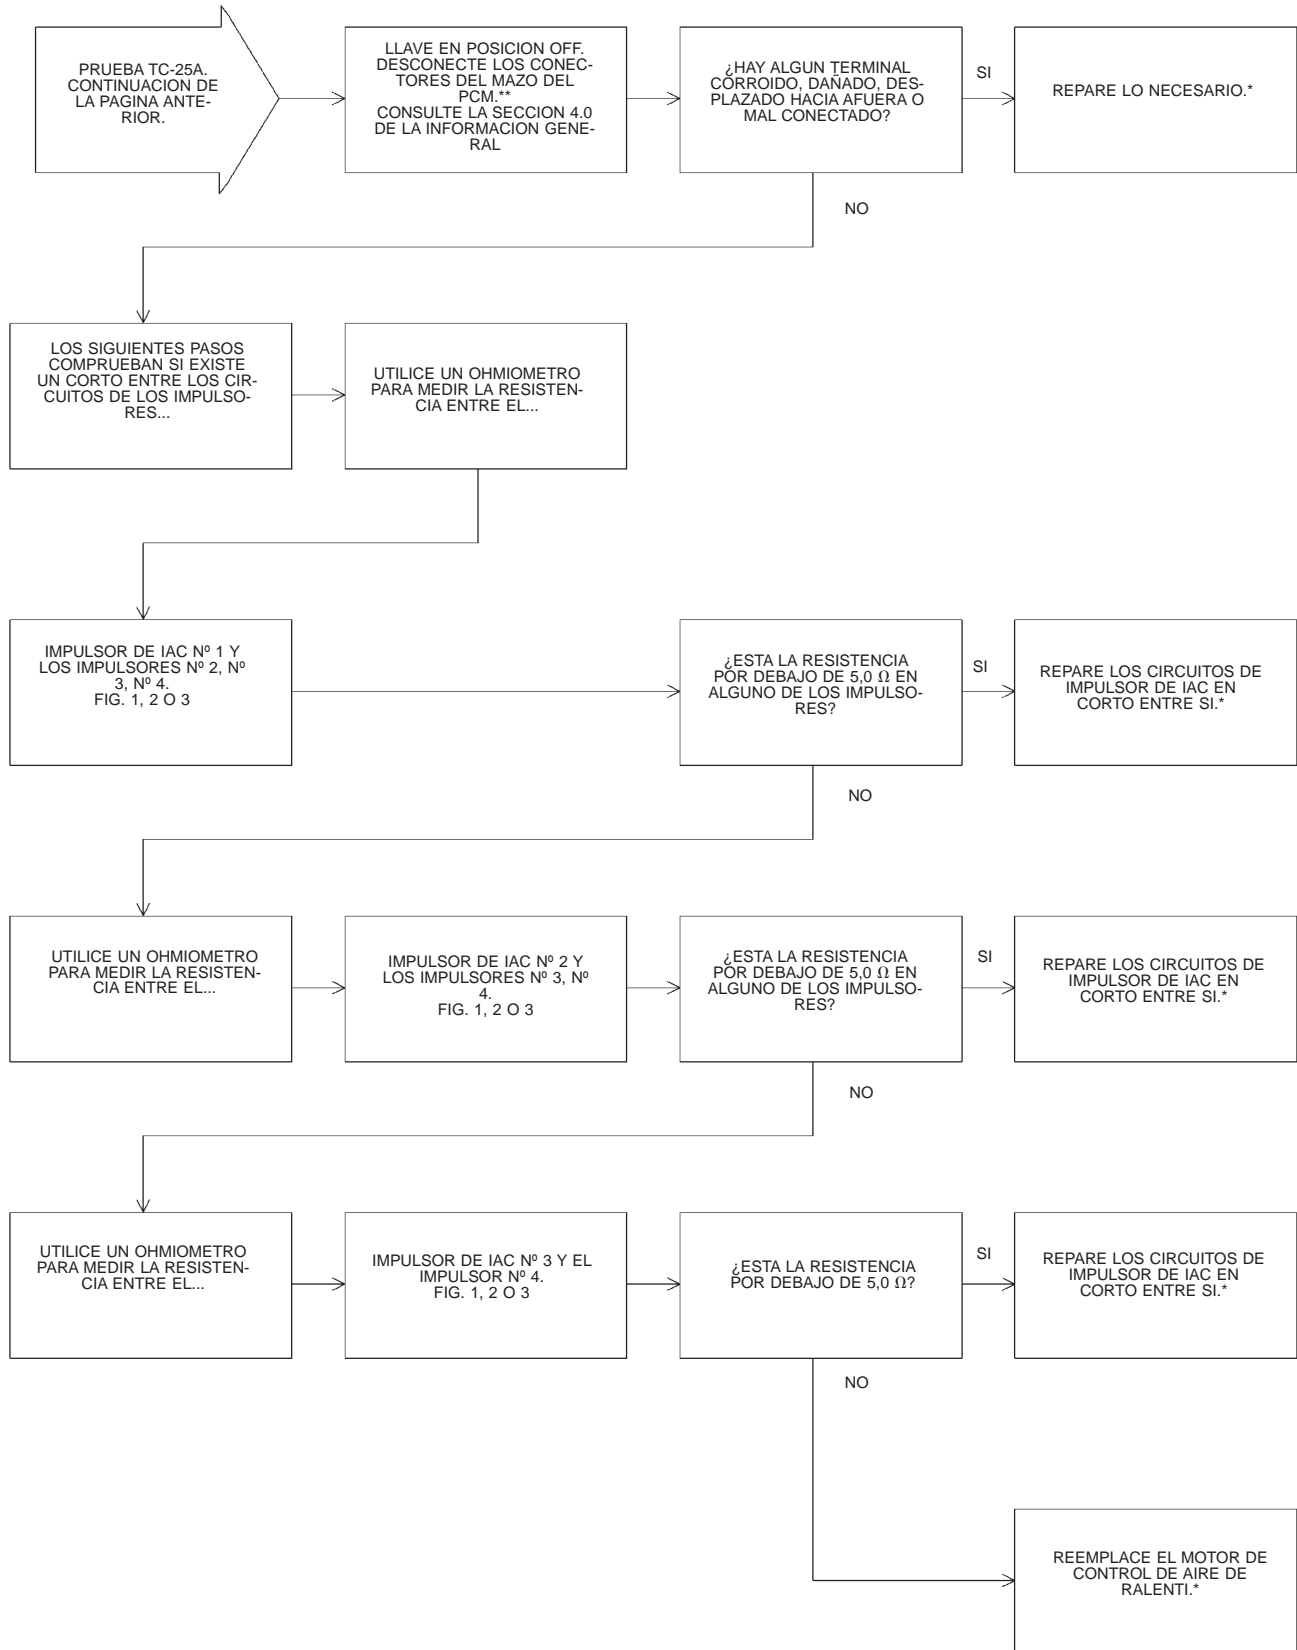 PRUEBA TC-25A.
CONTINUACION DE
LA PAGINA ANTE-
RIOR.
LLAVE EN POSICION OFF.
DESCONECTE LOS CONEC-
TORES DEL MAZO DEL
PCM.**
CONSULTE LA SECCION 4.0
DE LA INFORMACION GENE-
RAL
¿HAY ALGUN TERMINAL
CORROIDO, DAÑADO, DES-
PLAZADO HACIA AFUERA O
MAL CONECTADO?
SI
REPARE LO NECESARIO.*
NO
LOS SIGUIENTES PASOS
COMPRUEBAN SI EXISTE
UN CORTO ENTRE LOS CIR-
CUITOS DE LOS IMPULSO-
RES...
UTILICE UN OHMIOMETRO
PARA MEDIR LA RESISTEN-
CIA ENTRE EL...
IMPULSOR DE IAC Nº 1 Y
LOS IMPULSORES Nº 2, Nº
3, Nº 4.
FIG. 1, 2 O 3
¿ESTA LA RESISTENCIA
POR DEBAJO DE 5,0 Ω EN
ALGUNO DE LOS IMPULSO-
RES?
SI
REPARE LOS CIRCUITOS DE
IMPULSOR DE IAC EN
CORTO ENTRE SI.*
NO
UTILICE UN OHMIOMETRO
PARA MEDIR LA RESISTEN-
CIA ENTRE EL...
IMPULSOR DE IAC Nº 2 Y
LOS IMPULSORES Nº 3, Nº
4.
FIG. 1, 2 O 3
¿ESTA LA RESISTENCIA
POR DEBAJO DE 5,0 Ω EN
ALGUNO DE LOS IMPULSO-
RES?
SI
REPARE LOS CIRCUITOS DE
IMPULSOR DE IAC EN
CORTO ENTRE SI.*
NO
UTILICE UN OHMIOMETRO
PARA MEDIR LA RESISTEN-
CIA ENTRE EL...
IMPULSOR DE IAC Nº 3 Y EL
IMPULSOR Nº 4.
FIG. 1, 2 O 3
¿ESTA LA RESISTENCIA
POR DEBAJO DE 5,0 Ω?
SI
REPARE LOS CIRCUITOS DE
IMPULSOR DE IAC EN
CORTO ENTRE SI.*
NO
REEMPLACE EL MOTOR DE
CONTROL DE AIRE DE
RALENTI.*